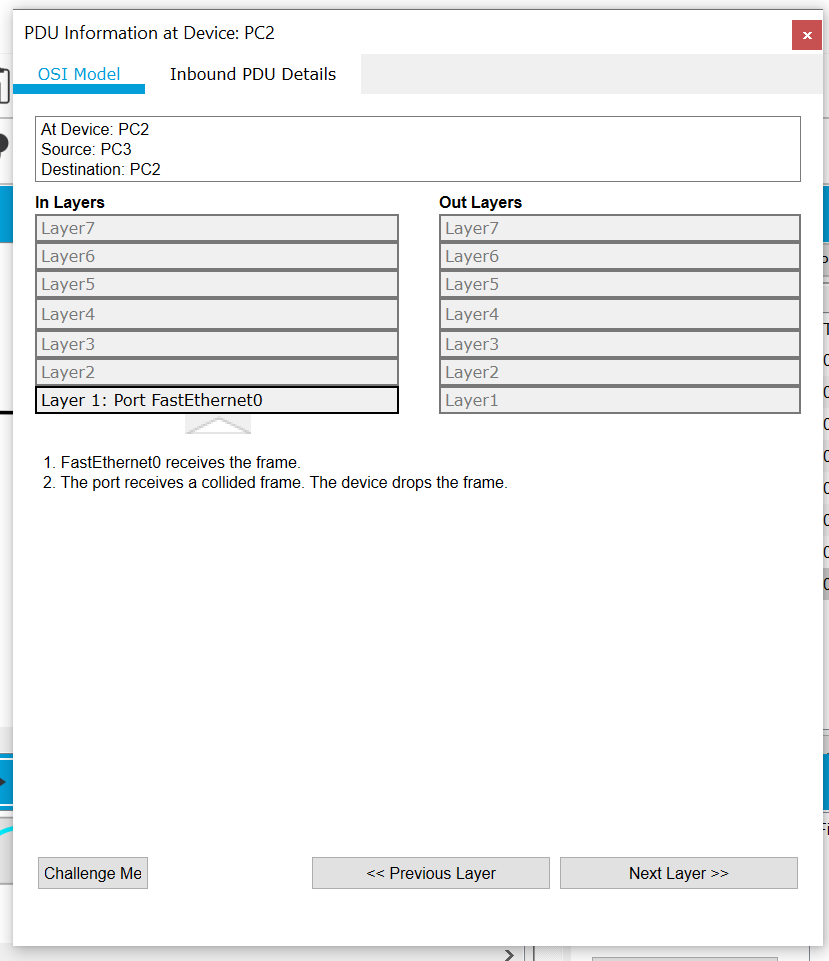 PDU Information at Device: PC2
OSI Model
Inbound PDU Details
At Device: PC2
Source: PC3
Destination: PC2
In Layers
Out Layers
Layer7
Layer7
Layer6
Layer6
Layer5
Layer5
Layer4
Layer4
Layer3
Layer3
Layer2
Layer2
Layer 1: Port FastEthernet0
Layer1
1. FastEthernet0 receives the frame.
2. The port receives a collided frame. The device drops the frame.
Challenge Me
<< Previous Layer
Next Layer >>